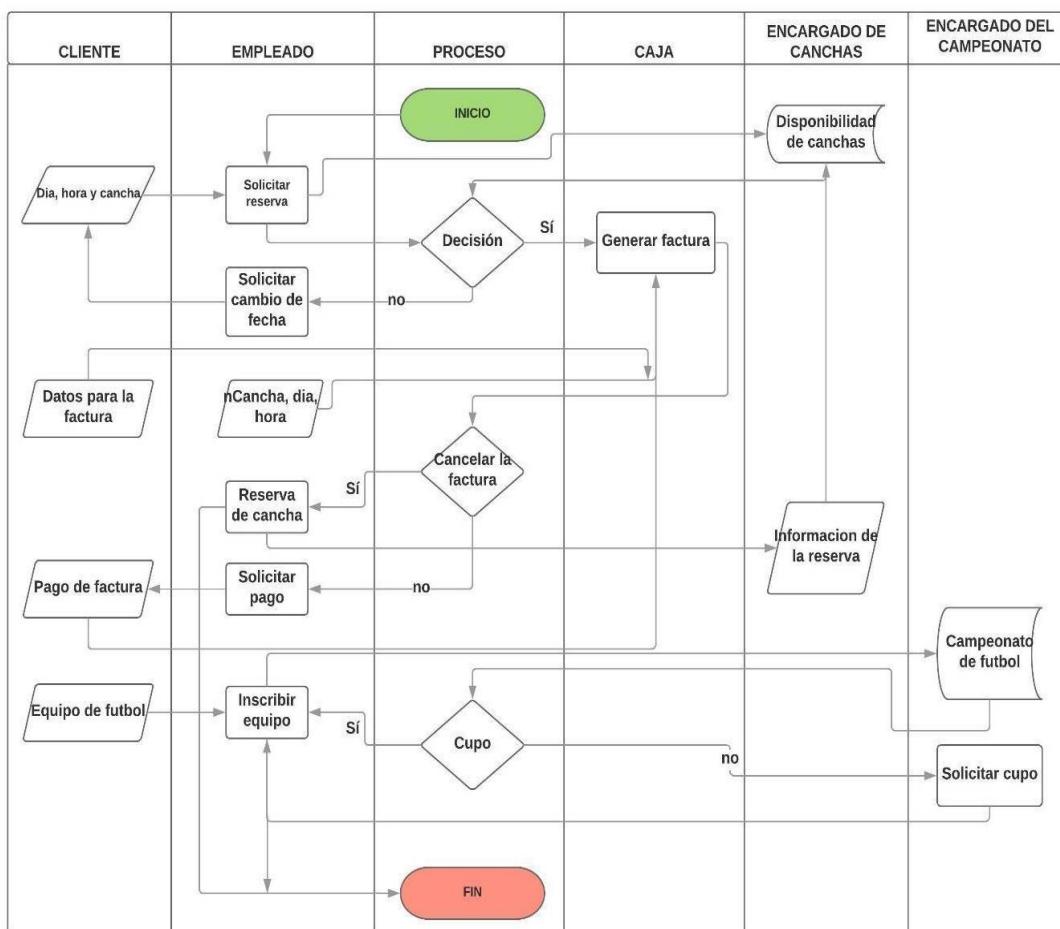 CLIENTE
EMPLEADO
PROCESO
CAJA
ENCARGADO DE
CANCHAS
ENCARGADO DEL
CAMPEONATO
INICIO
Disponibilidad
de canchas
Dia, hora y cancha
Solicitar
reserva
Decisión
Sí
Generar factura
Solicitar
cambio de
fecha
no
Datos para la
factura
nCancha, dia,
hora
Cancelar la
factura
Sí
Reserva
de cancha
Informacion de
la reserva
Pago de factura
Solicitar
pago
no
Campeonato
de futbol
Equipo de futbol
Inscribir
equipo
Sí
Cupo
no
Solicitar cupo
FIN